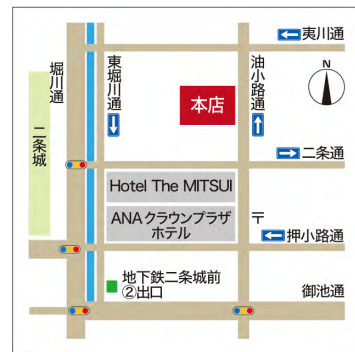 夷川通
堀川通
東堀川通
油小路通
N
本店
二条城
二条通
Hotel The MITSUI
ANAクラウンプラザ
ホテル
〒
押小路通
地下鉄二条城前
②出口
御池通